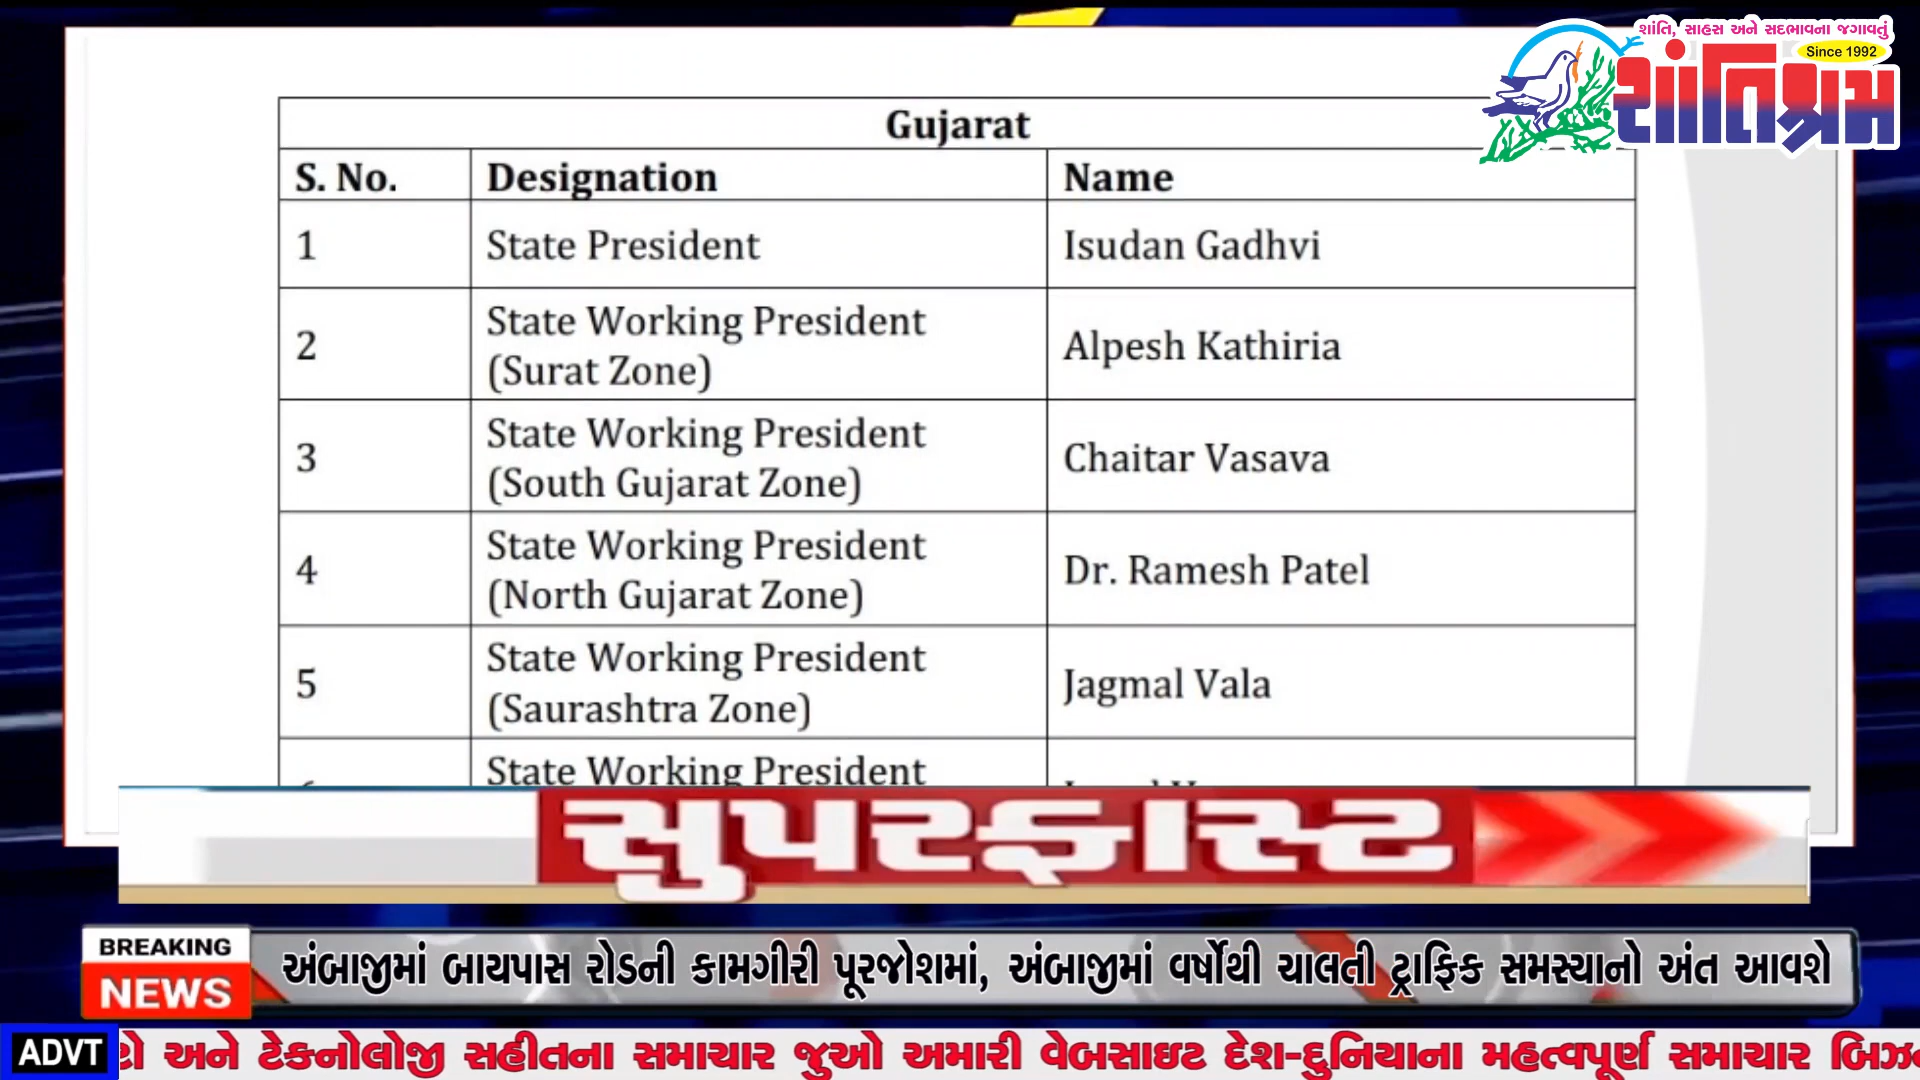 શાંતિ, સાહસ અને સદભાવના જગાવતું
Since 1992
શાંતિશ્રમ
Gujarat
S. No. Designation Name
1 State President Isudan Gadhvi
2 State Working President (Surat Zone) Alpesh Kathiria
3 State Working President (South Gujarat Zone) Chaitar Vasava
4 State Working President (North Gujarat Zone) Dr. Ramesh Patel
5 State Working President (Saurashtra Zone) Jagmal Vala
State Working President
સુપરફાસ્ટ
BREAKING
NEWS
અંબાજીમાં બાયપાસ રોડની કામગીરી પૂરજોશમાં, અંબાજીમાં વર્ષોથી ચાલતી ટ્રાફિક સમસ્યાનો અંત આવશે
ADVT
અને ટેકનોલોજી સહીતના સમાચાર જુઓ અમારી વેબસાઇટ દેશ-દુનિયાના મહત્વપૂર્ણ સમાચાર